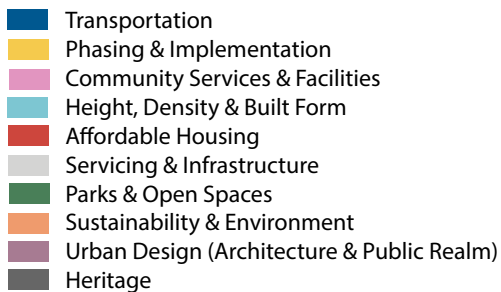 Transportation
Phasing & Implementation
Community Services & Facilities
Height, Density & Built Form
Affordable Housing
Servicing & Infrastructure
Parks & Open Spaces
Sustainability & Environment
Urban Design (Architecture & Public Realm)
Heritage